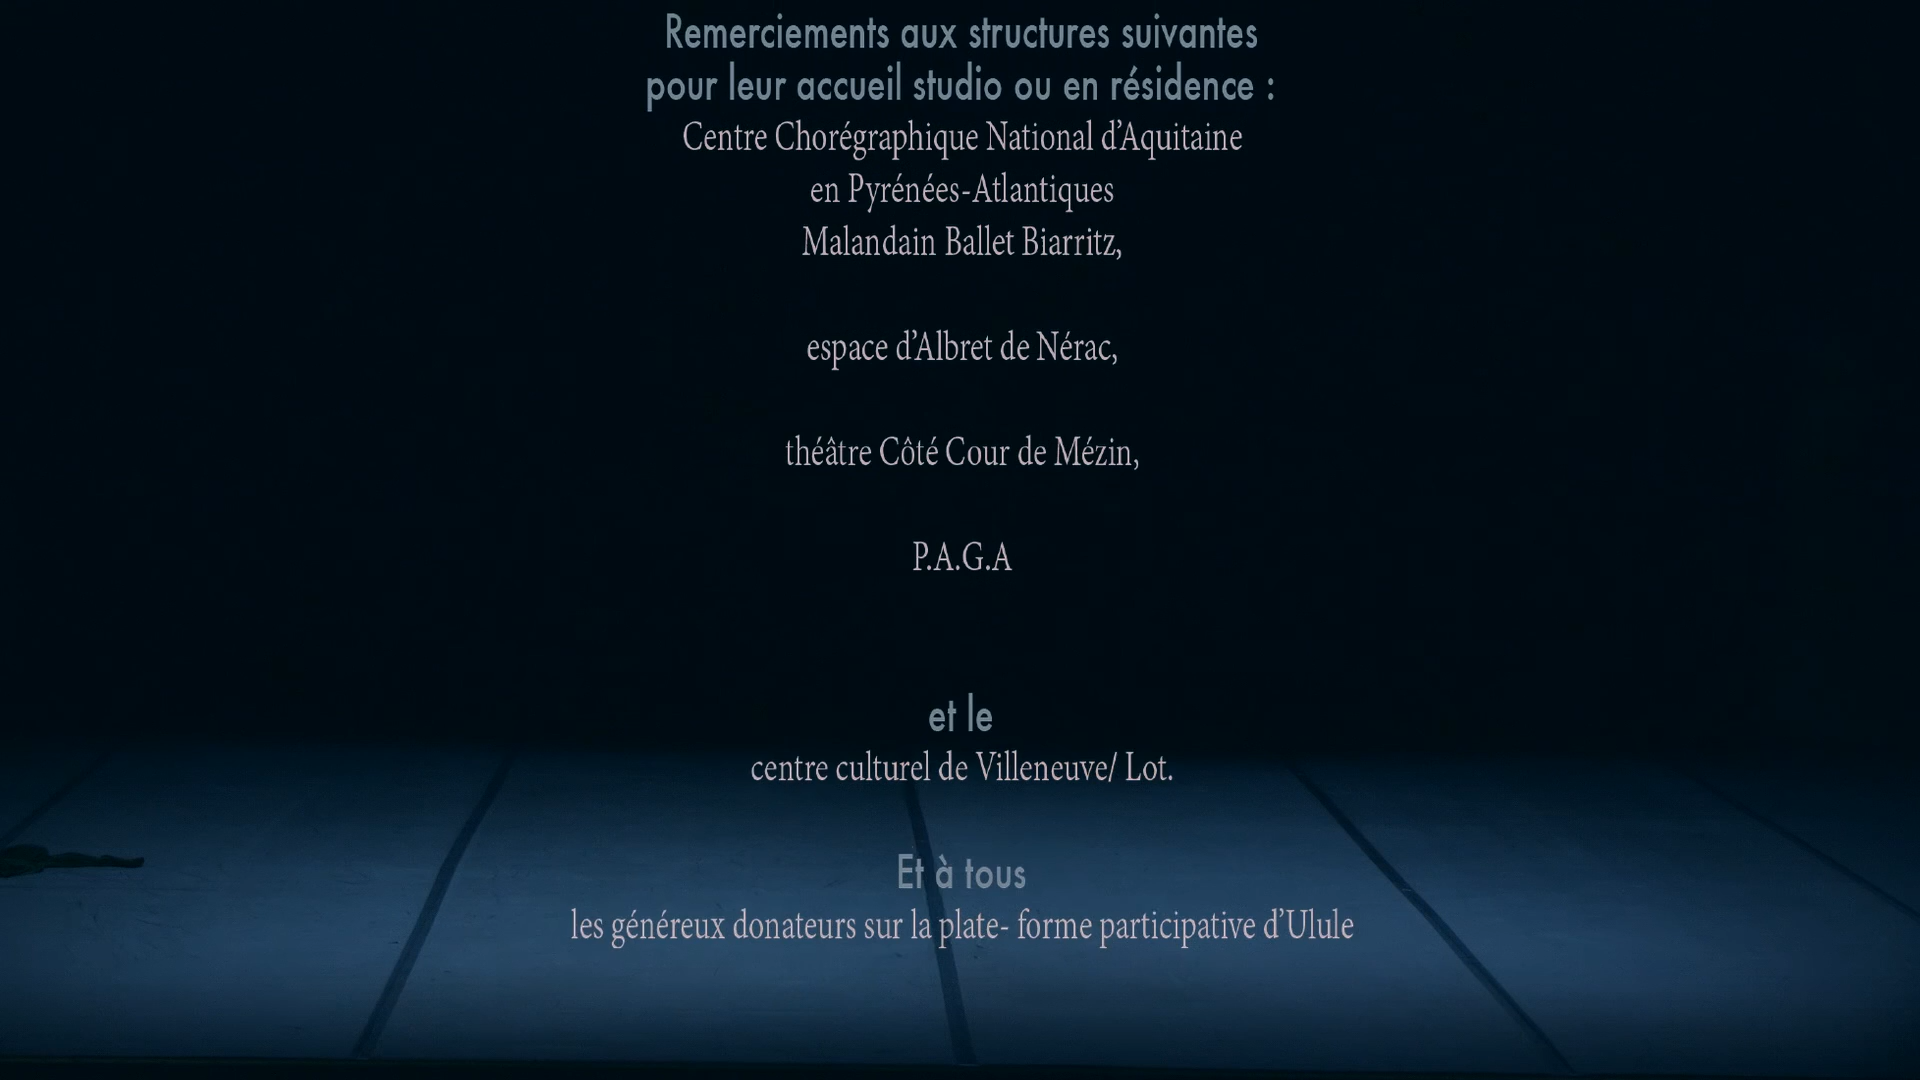 Remerciements aux structures suivantes
pour leur accueil studio ou en résidence :
Centre Chorégraphique National d’Aquitaine
en Pyrénées-Atlantiques
Malandain Ballet Biarritz,
espace d’Albret de Nérac,
théâtre Côté Cour de Mézin,
P.A.G.A
et le
centre culturel de Villeneuve/ Lot.
Et à tous
les généreux donateurs sur la plate- forme participative d’Ulule